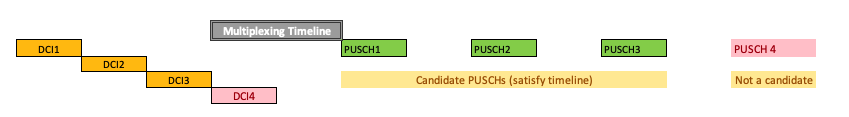 Multiplexing Timeline
DCI1
PUSCH1
PUSCH2
PUSCH3
PUSCH 4
DCI2
DCI3
Candidate PUSCHs (satisfy timeline)
Not a candidate
DCI4